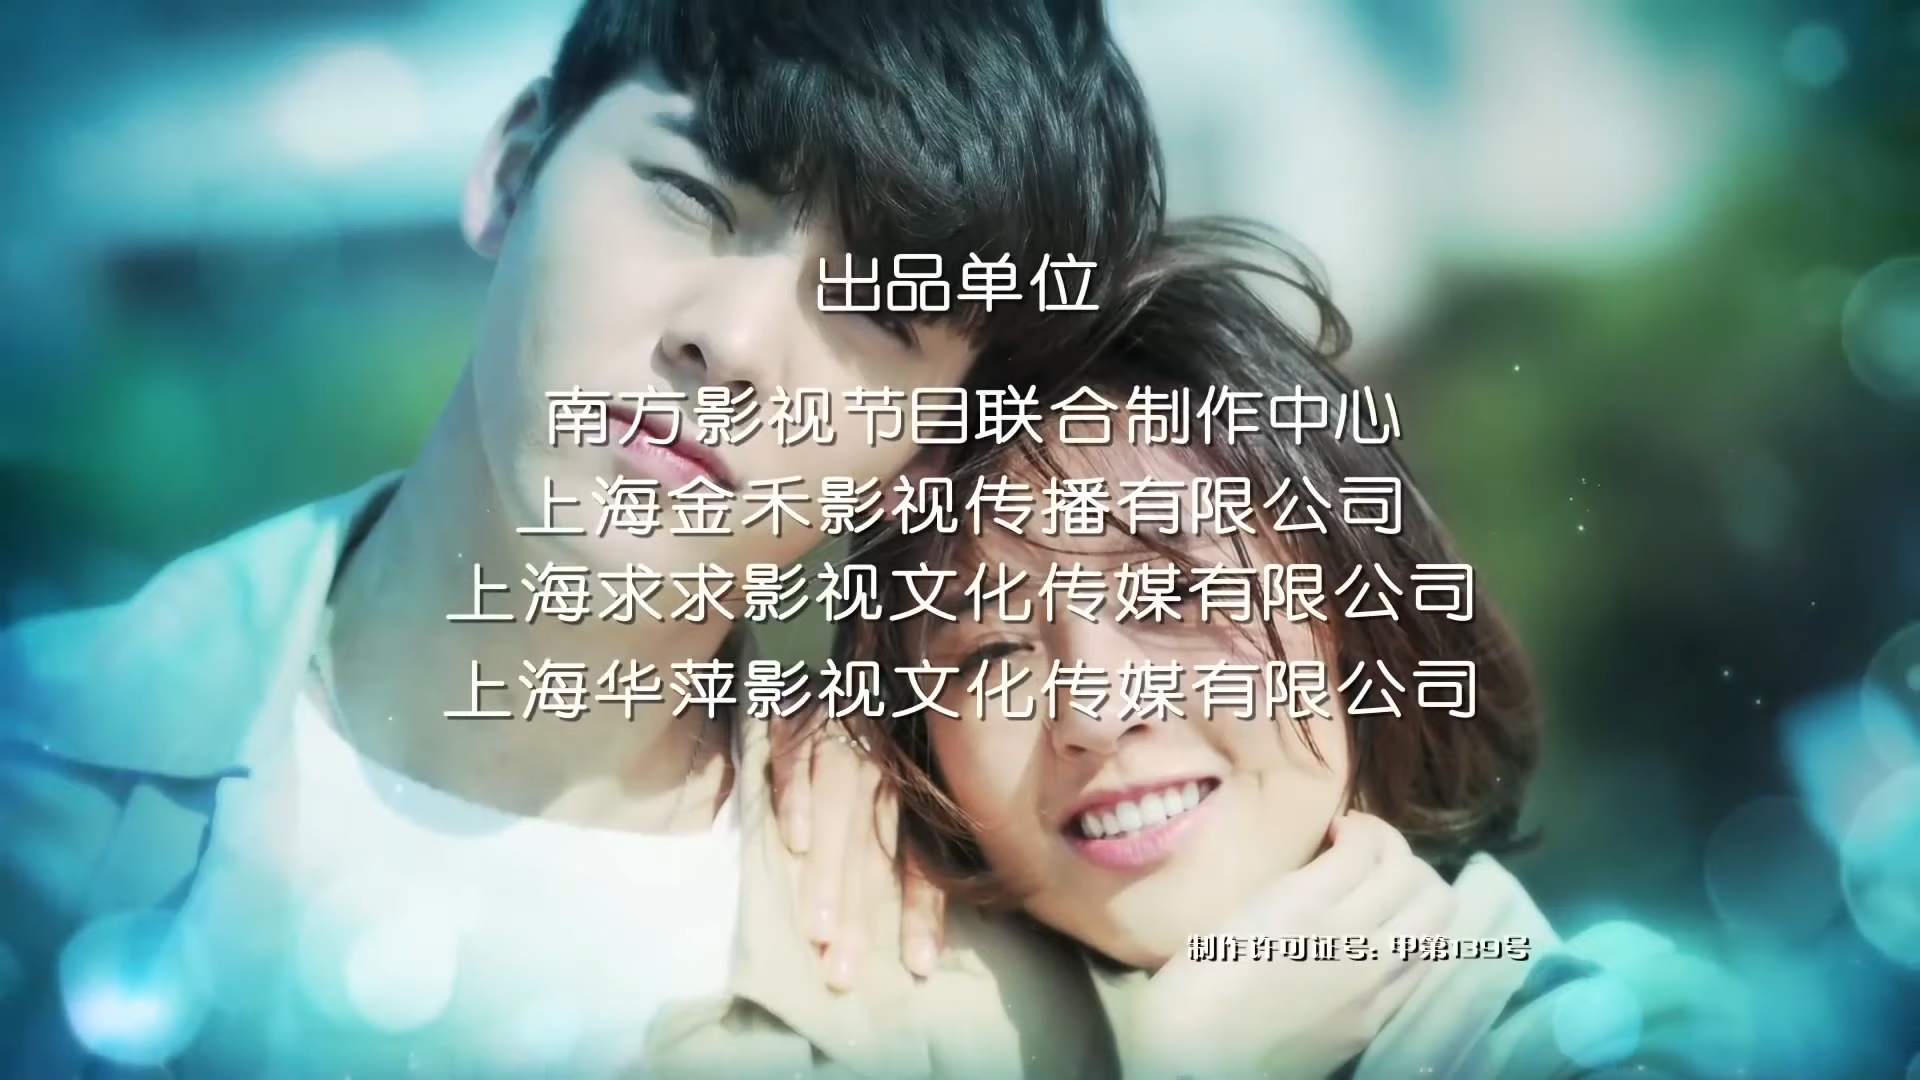 出品单位
南方影视节目联合制作中心
上海金禾影视传播有限公司
上海求求影视文化传媒有限公司
上海华萍影视文化传媒有限公司
制作许可证号: 甲第139号